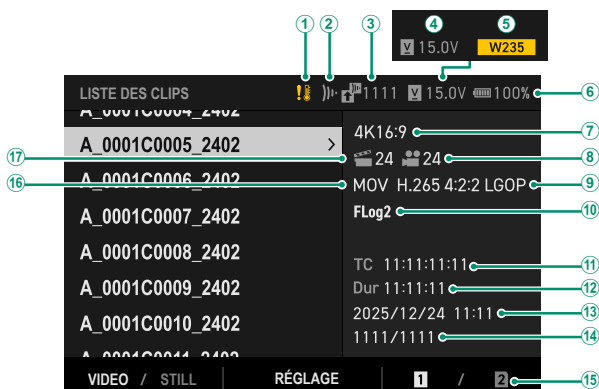 1 2 3 4 5
V 15.0V W235
LISTE DES CLIPS 1111 V 15.0V 100% 6
A_0001C0004_2402
A_0001C0005_2402 >
A_0001C0006_2402
A_0001C0007_2402
A_0001C0008_2402
A_0001C0009_2402
A_0001C0010_2402
A_0001C0011_2402
17
16
4K16:9 7
24 24 8
MOV H.265 4:2:2 LGOP 9
FLog2 10
TC 11:11:11:11 11
Dur 11:11:11 12
2025/12/24 11:11 13
1111/1111 14
VIDEO / STILL RÉGLAGE 1 / 2 15